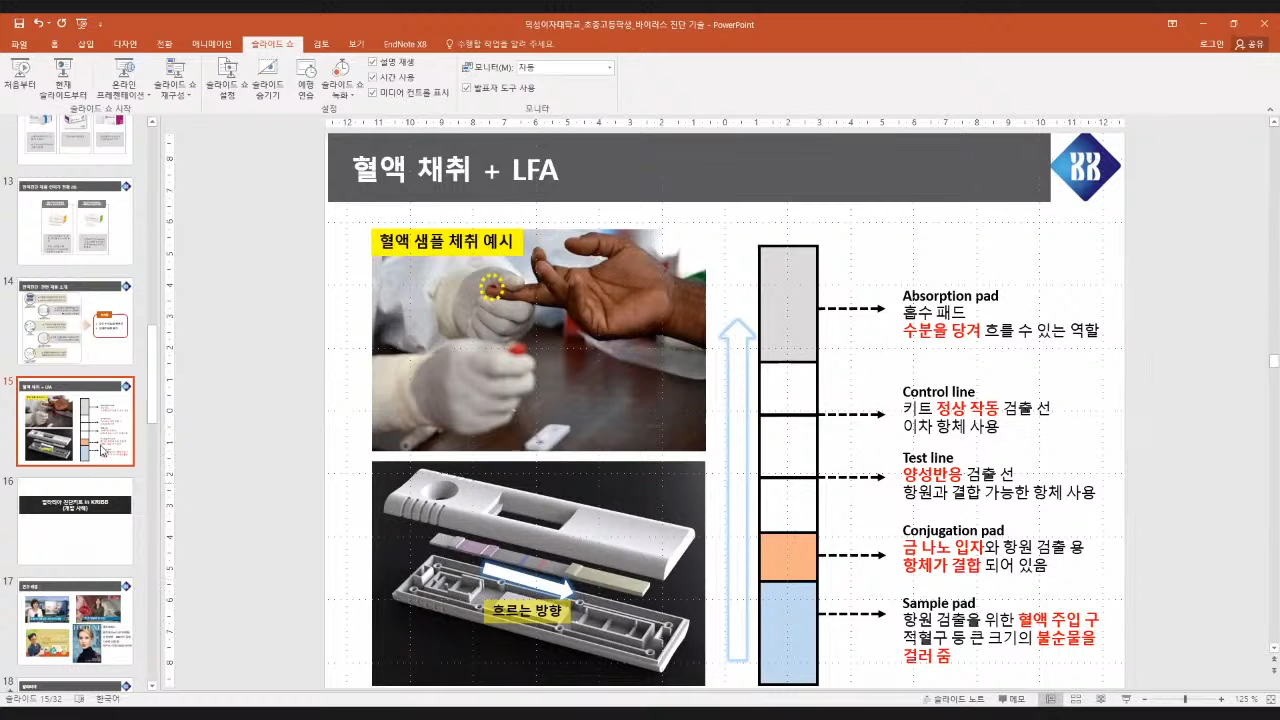 덕성여자대학교_초중고등학생_바이러스 진단 기술 - PowerPoint
파일 홈 삽입 디자인 전환 애니메이션 슬라이드 쇼 검토 보기 EndNote X8 수행할 작업을 알려 주세요.
로그인 공유
처음부터
현재 슬라이드부터
온라인 프레젠테이션
슬라이드 쇼 재구성
슬라이드 쇼 설정
슬라이드 숨기기
예행 연습
슬라이드 쇼 녹화
설명 재생
시간 사용
미디어 컨트롤 표시
모니터(M): 자동
발표자 도구 사용
슬라이드 쇼 시작
설정
모니터
13
14
15
혈액 채취 + LFA
16
17
18
혈액 채취 + LFA
혈액 샘플 체취 예시
흐르는 방향
Absorption pad
흡수 패드
수분을 당겨 흐를 수 있는 역할
Control line
키트 정상 작동 검출 선
이차 항체 사용
Test line
양성반응 검출 선
항원과 결합 가능한 항체 사용
Conjugation pad
금 나노 입자와 항원 검출 용
항체가 결합 되어 있음
Sample pad
항원 검출을 위한 혈액 주입 구
적혈구 등 큰 크기의 불순물을
걸러 줌
슬라이드 15/32 한국어
슬라이드 노트 메모 125 %